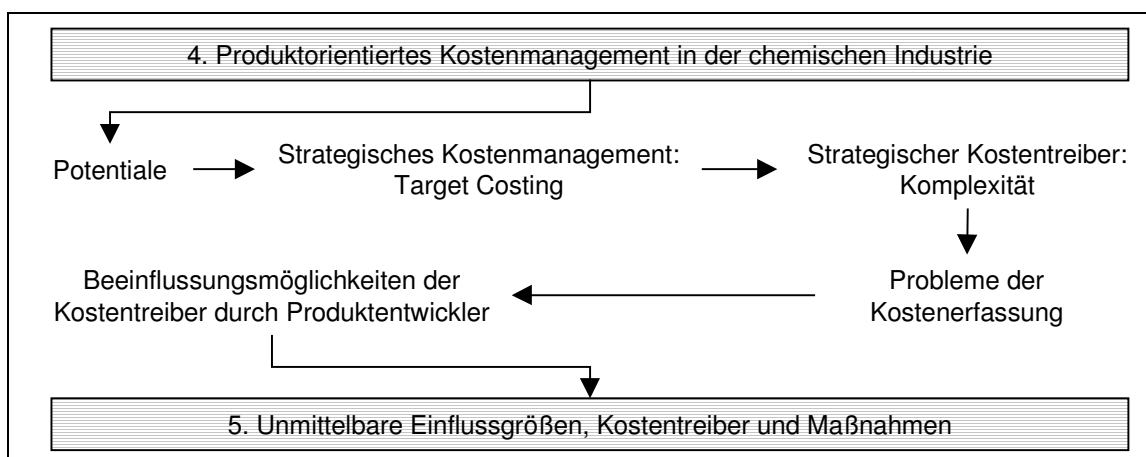 4. Produktorientiertes Kostenmanagement in der chemischen Industrie
Potentiale
Strategisches Kostenmanagement:
Target Costing
Strategischer Kostentreiber:
Komplexität
Probleme der
Kostenerfassung
Beeinflussungsmöglichkeiten der
Kostentreiber durch Produktentwickler
5. Unmittelbare Einflussgrößen, Kostentreiber und Maßnahmen